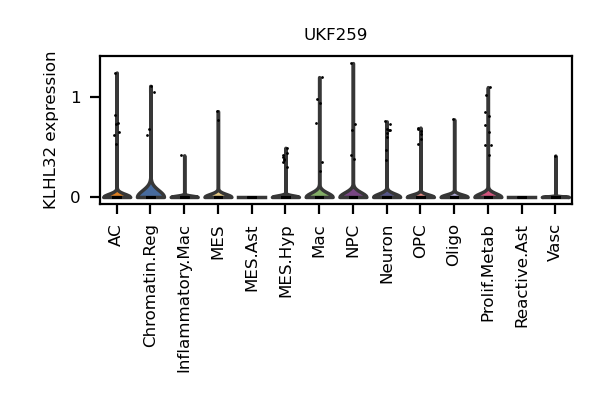 UKF259
KLHL32 expression
1
0
AC
Chromatin.Reg
Inflammatory.Mac
MES
MES.Ast
MES.Hyp
Mac
NPC
Neuron
OPC
Oligo
Prolif.Metab
Reactive.Ast
Vasc